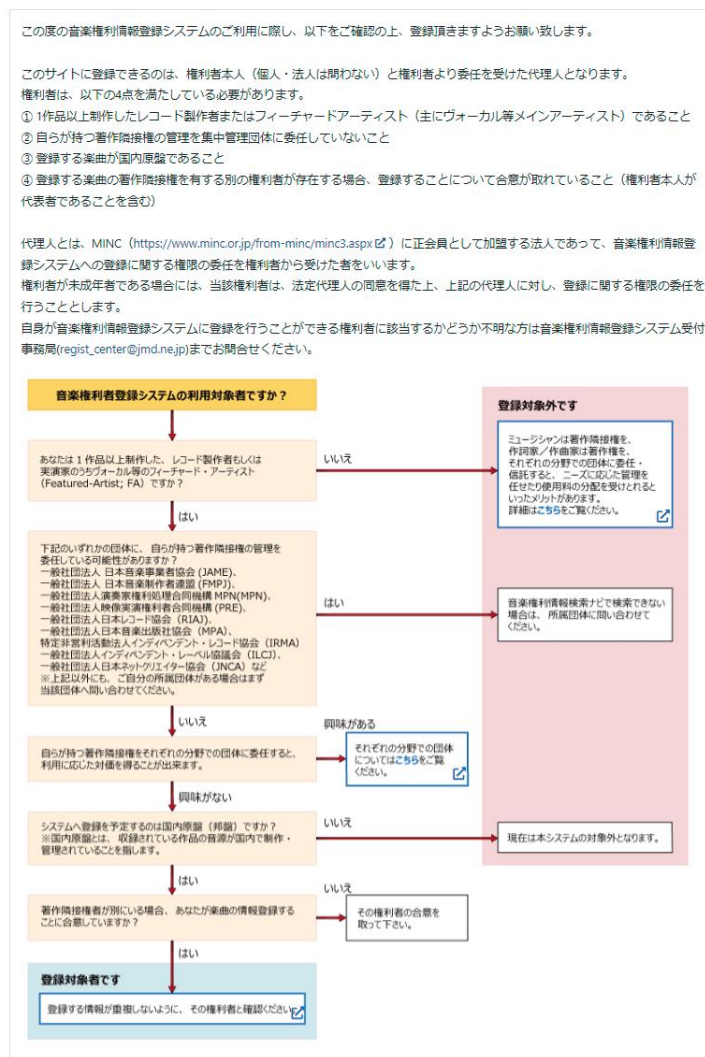 この度の音楽権利情報登録システムのご利用に際し、以下をご確認の上、登録頂きますようお願い致します。
このサイトに登録できるのは、権利者本人（個人・法人は問わない）と権利者より委任を受けた代理人となります。
権利者は、以下の4点を満たしている必要があります。
① 1作品以上制作したレコード製作者またはフィーチャードアーティスト（主にヴォーカル等メインアーティスト）であること
② 自らが持つ著作隣接権の管理を集中管理団体に委任していないこと
③ 登録する楽曲が国内原盤であること
④ 登録する楽曲の著作隣接権を有する別の権利者が存在する場合、登録することについて合意が取れていること（権利者本人が
代表者であることを含む）
代理人とは、MINC（https://www.minc.or.jp/from-minc/minc3.aspx）に正会員として加盟する法人であって、音楽権利情報登
録システムへの登録に関する権限の委任を権利者から受けた者をいいます。
権利者が未成年者である場合には、当該権利者は、法定代理人の同意を得た上、上記の代理人に対し、登録に関する権限の委任を
行うこととします。
自身が音楽権利情報登録システムに登録を行うことができる権利者に該当するかどうか不明な方は音楽権利情報登録システム受付
事務局(regist_center@jmd.ne.jp)までお問合せください。
音楽権利者登録システムの利用対象者ですか？
登録対象外です
あなたは 1 作品以上制作した、レコード製作者もしくは
実演家のうちヴォーカル等のフィーチャード・アーティスト
（Featured-Artist; FA）ですか？
いいえ
ミュージシャンは著作隣接権を、
作詞家／作曲家は著作権を、
それぞれの分野での団体に委任・
信託すると、ニーズに応じた管理を
任せたり使用料の分配を受けとれると
いったメリットがあります。
詳細はこちらをご覧ください。
はい
下記のいずれかの団体に、自らが持つ著作隣接権の管理を
委任している可能性がありますか？
一般社団法人 日本音楽事業者協会 (JAME)、
一般社団法人 日本音楽制作者連盟 (FMPJ)、
一般社団法人演奏家権利処理合同機構 MPN(MPN)、
一般社団法人映像実演権利者合同機構 (PRE)、
一般社団法人日本レコード協会（RIAJ)、
一般社団法人日本音楽出版社協会（MPA)、
特定非営利活動法人インディペンデント・レコード協会（IRMA)
一般社団法人インディペンデント・レーベル協議会（ILCJ)、
一般社団法人日本ネットクリエイター協会（JNCA）など
※上記以外にも、ご自分の所属団体がある場合はまず
当該団体へ問い合わせてください。
はい
音楽権利情報検索ナビで検索できない
場合は、所属団体に問い合わせて
ください。
いいえ
自らが持つ著作隣接権をそれぞれの分野での団体に委任すると、
利用に応じた対価を得ることが出来ます。
興味がある
それぞれの分野での団体
についてはこちらをご覧
ください。
興味がない
システムへ登録を予定するのは国内原盤（邦盤）ですか？
※国内原盤とは、収録されている作品の音源が国内で制作・
管理されていることを指します。
いいえ
現在は本システムの対象外となります。
はい
著作隣接権者が別にいる場合、あなたが楽曲の情報登録する
ことに合意していますか？
いいえ
その権利者の合意を
取って下さい。
はい
登録対象者です
登録する情報が重複しないように、その権利者と確認ください。